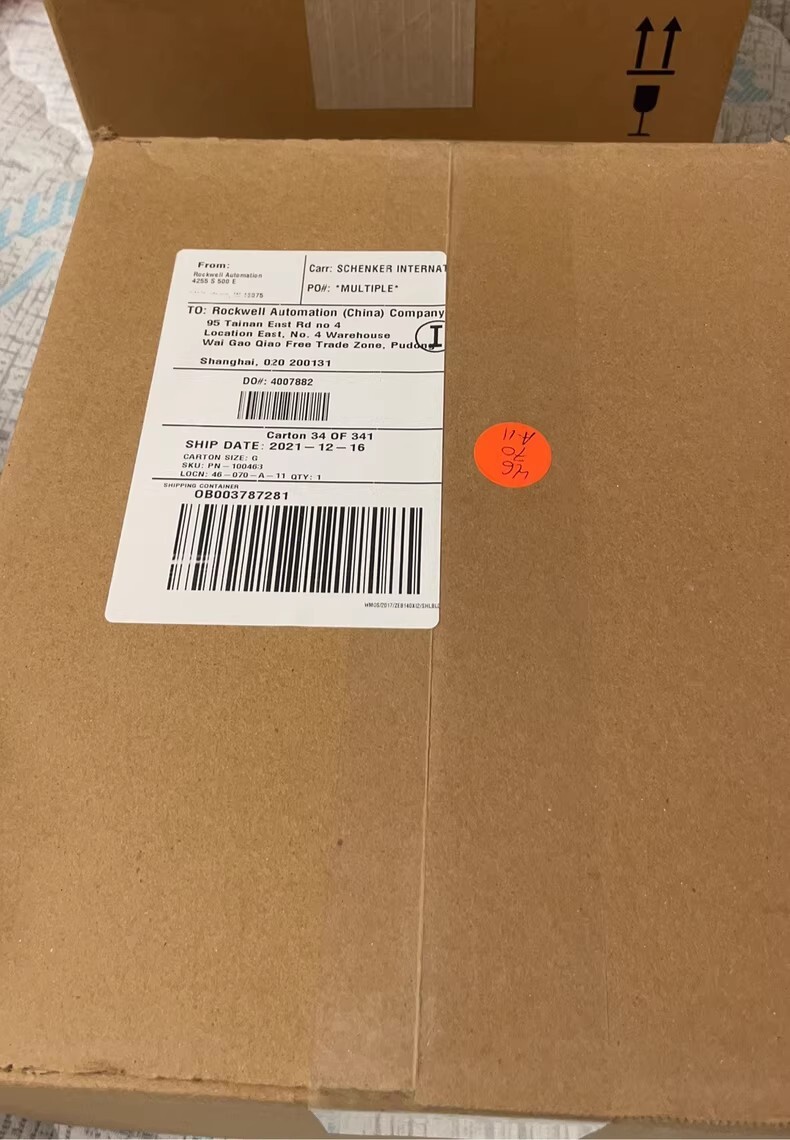 From:
Rockwell Automation
4255 S 500 E
Carr: SCHENKER INTERNAT
PO#: *MULTIPLE*
TO: Rockwell Automation (China) Company
95 Tainan East Rd no 4
Location East, No. 4 Warehouse
Wai Gao Qiao Free Trade Zone, Pudong
I
Shanghai, 020 200131
DO#: 4007882
Carton 34 OF 341
SHIP DATE: 2021-12-16
CARTON SIZE: G
SKU: PN-100463
LOCN: 46-070-A-11 QTY: 1
SHIPPING CONTAINER
OB003787281
46
70
A-11